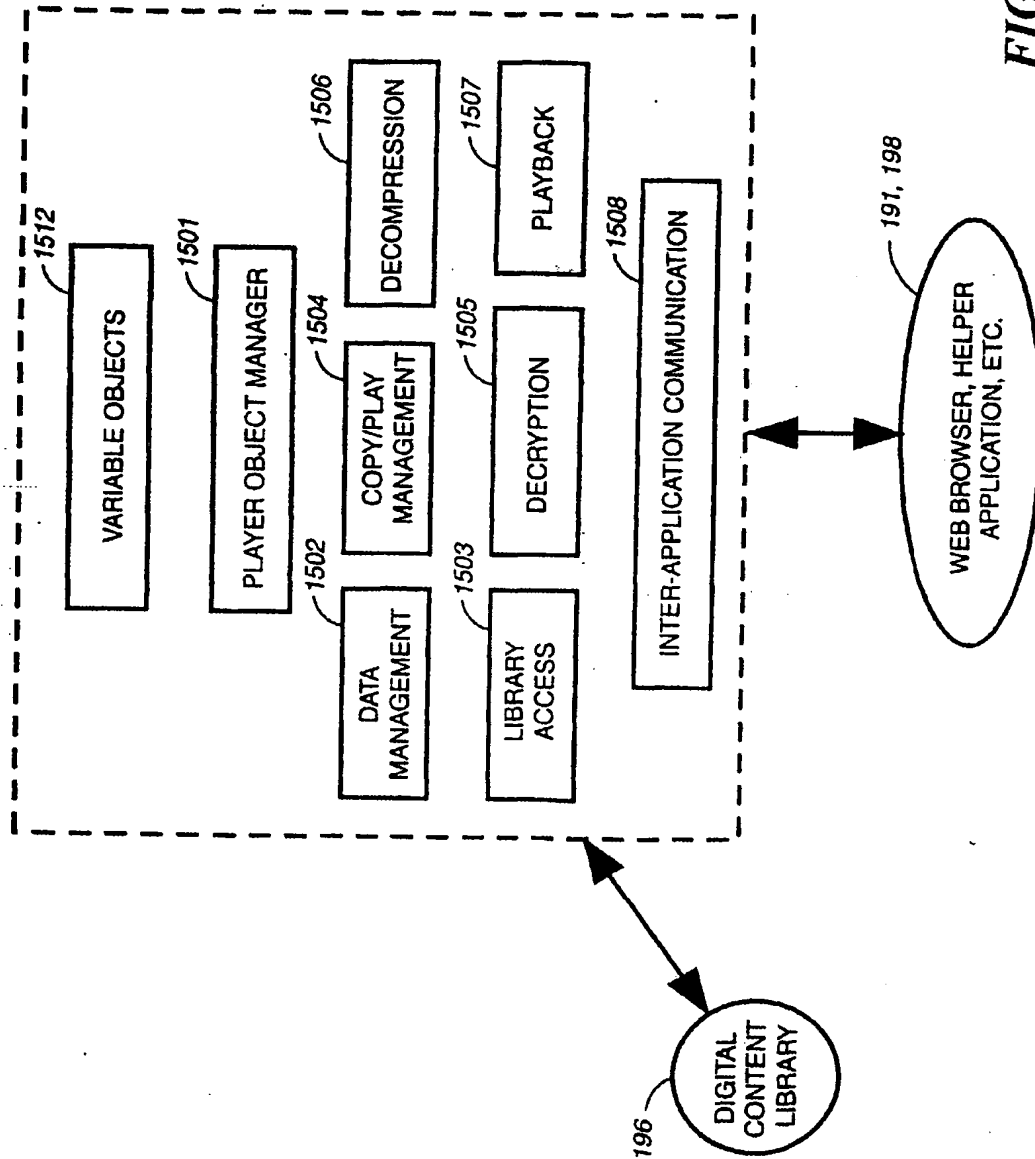 1512
VARIABLE OBJECTS
1501
PLAYER OBJECT MANAGER
1502
DATA
MANAGEMENT
1504
COPY/PLAY
MANAGEMENT
1506
DECOMPRESSION
1503
LIBRARY
ACCESS
1505
DECRYPTION
1507
PLAYBACK
1508
INTER-APPLICATION COMMUNICATION
196
DIGITAL
CONTENT
LIBRARY
191, 198
WEB BROWSER, HELPER
APPLICATION, ETC.